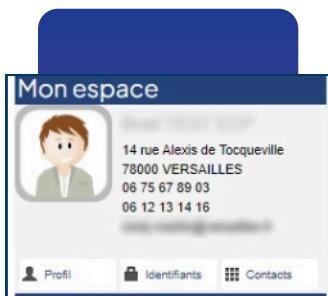 Mon espace
14 rue Alexis de Tocqueville
78000 VERSAILLES
06 75 67 89 03
06 12 13 14 16
Profil
Identifiants
Contacts